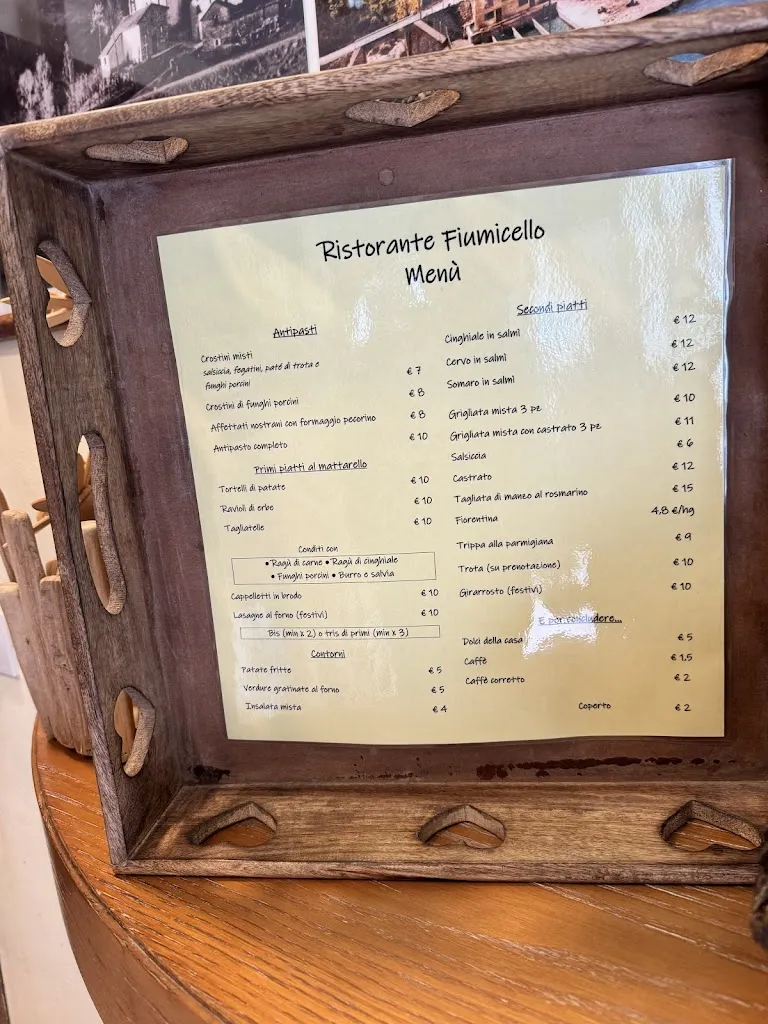 Ristorante Fiumicello
Menù
Antipasti
Crostini misti
salsiccia, fegatini, paté di trota e
funghi porcini € 7
Crostini di funghi porcini € 8
Affettati nostrani con formaggio pecorino € 8
Antipasto completo € 10
Primi piatti al mattarello
Tortelli di patate € 10
Ravioli di erbe € 10
Tagliatelle € 10
Conditi con
• Ragù di carne • Ragù di cinghiale
• Funghi porcini • Burro e salvia
Cappelletti in brodo € 10
Lasagne al forno (festivi) € 10
Bis (min x 2) o tris di primi (min x 3)
Contorni
Patate fritte € 5
Verdure gratinate al forno € 5
Insalata mista € 4
Secondi piatti
Cinghiale in salmì € 12
Cervo in salmì € 12
Somaro in salmì € 12
Grigliata mista 3 pz € 10
Grigliata mista con castrato 3 pz € 11
Salsiccia € 6
Castrato € 12
Tagliata di manzo al rosmarino € 15
Fiorentina 4,8 €/hg
Trippa alla parmigiana € 9
Trota (su prenotazione) € 10
Girarrosto (festivi) € 10
E per concludere...
Dolci della casa € 5
Caffè € 1,5
Caffè corretto € 2
Coperto € 2